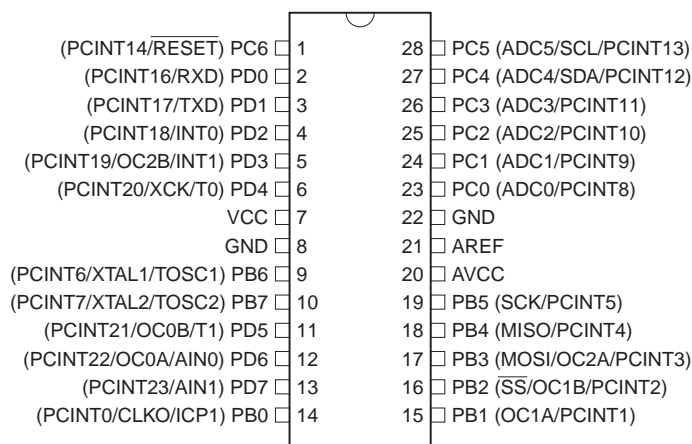 (PCINT14/RESET) PC6 1 28 PC5 (ADC5/SCL/PCINT13)
(PCINT16/RXD) PD0 2 27 PC4 (ADC4/SDA/PCINT12)
(PCINT17/TXD) PD1 3 26 PC3 (ADC3/PCINT11)
(PCINT18/INT0) PD2 4 25 PC2 (ADC2/PCINT10)
(PCINT19/OC2B/INT1) PD3 5 24 PC1 (ADC1/PCINT9)
(PCINT20/XCK/T0) PD4 6 23 PC0 (ADC0/PCINT8)
VCC 7 22 GND
GND 8 21 AREF
(PCINT6/XTAL1/TOSC1) PB6 9 20 AVCC
(PCINT7/XTAL2/TOSC2) PB7 10 19 PB5 (SCK/PCINT5)
(PCINT21/OC0B/T1) PD5 11 18 PB4 (MISO/PCINT4)
(PCINT22/OC0A/AIN0) PD6 12 17 PB3 (MOSI/OC2A/PCINT3)
(PCINT23/AIN1) PD7 13 16 PB2 (SS/OC1B/PCINT2)
(PCINT0/CLKO/ICP1) PB0 14 15 PB1 (OC1A/PCINT1)